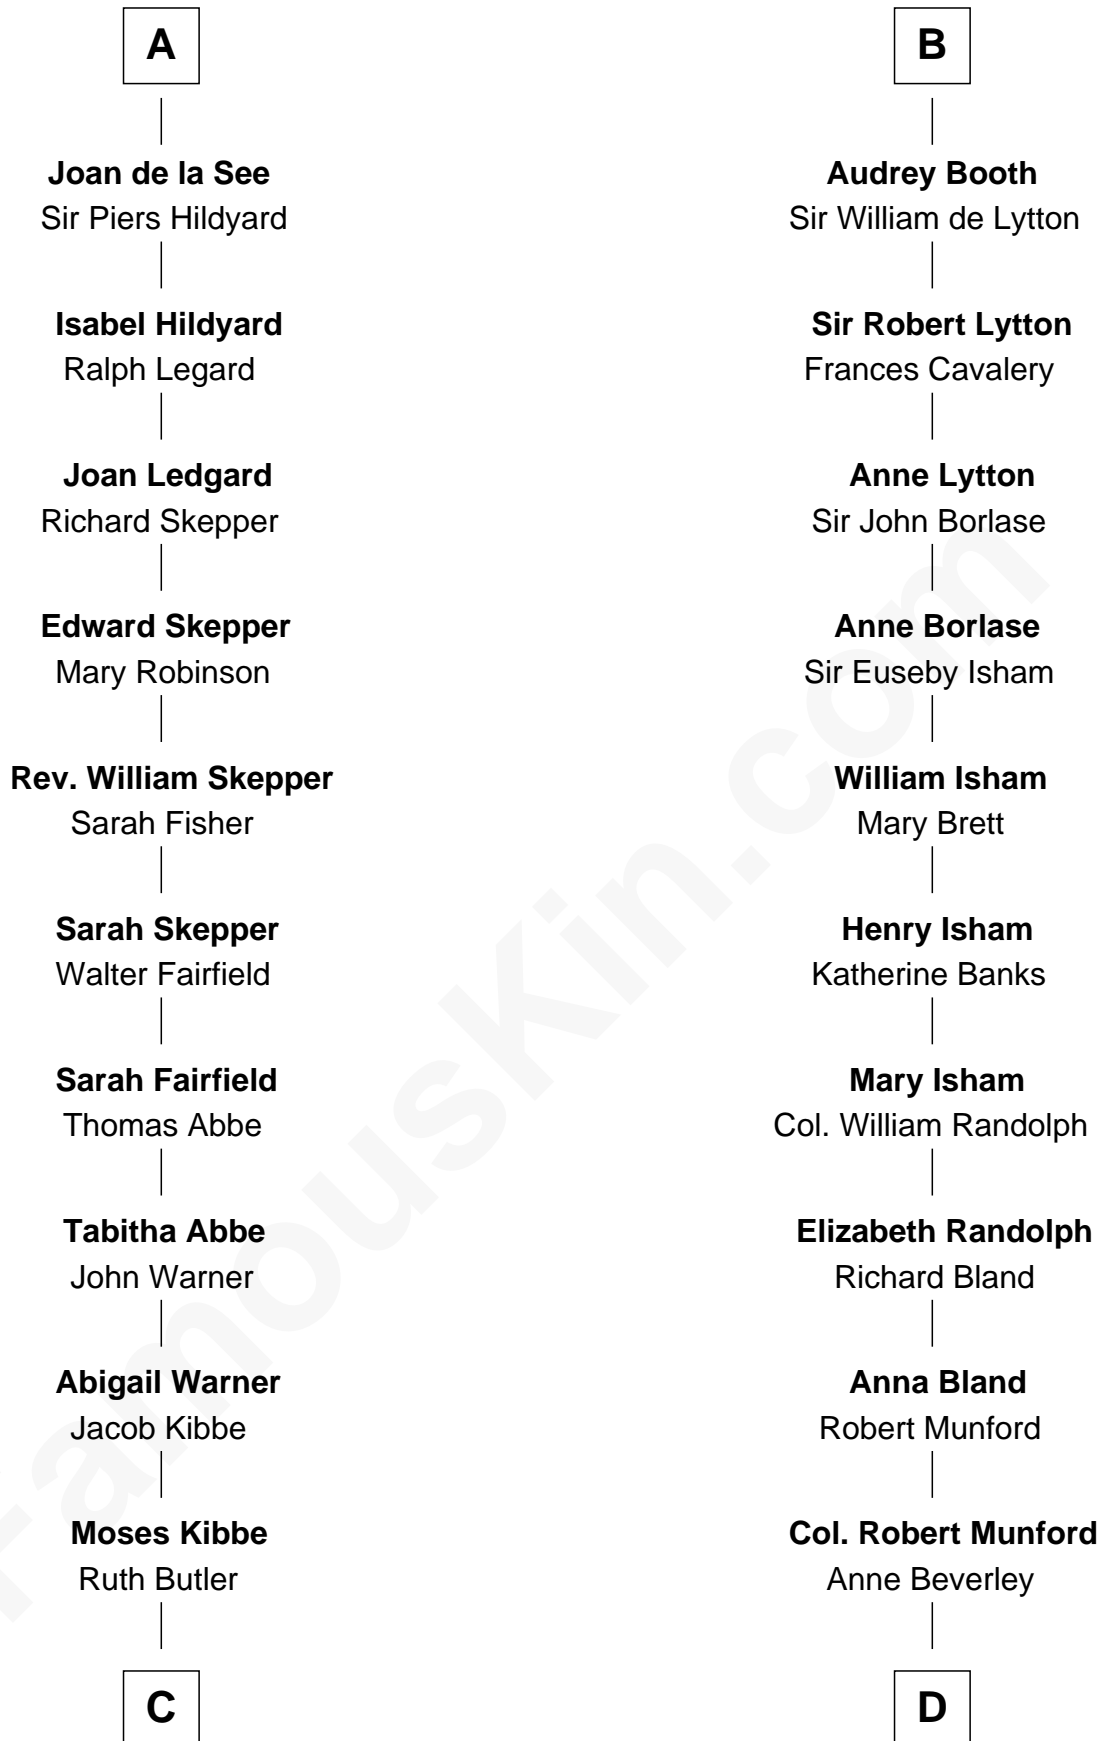 A
Joan de la See
Sir Piers Hildyard
Isabel Hildyard
Ralph Legard
Joan Ledgard
Richard Skepper
Edward Skepper
Mary Robinson
Rev. William Skepper
Sarah Fisher
Sarah Skepper
Walter Fairfield
Sarah Fairfield
Thomas Abbe
Tabitha Abbe
John Warner
Abigail Warner
Jacob Kibbe
Moses Kibbe
Ruth Butler
C
B
Audrey Booth
Sir William de Lytton
Sir Robert Lytton
Frances Cavalery
Anne Lytton
Sir John Borlase
Anne Borlase
Sir Euseby Isham
William Isham
Mary Brett
Henry Isham
Katherine Banks
Mary Isham
Col. William Randolph
Elizabeth Randolph
Richard Bland
Anna Bland
Robert Munford
Col. Robert Munford
Anne Beverley
D
FamousKin.com